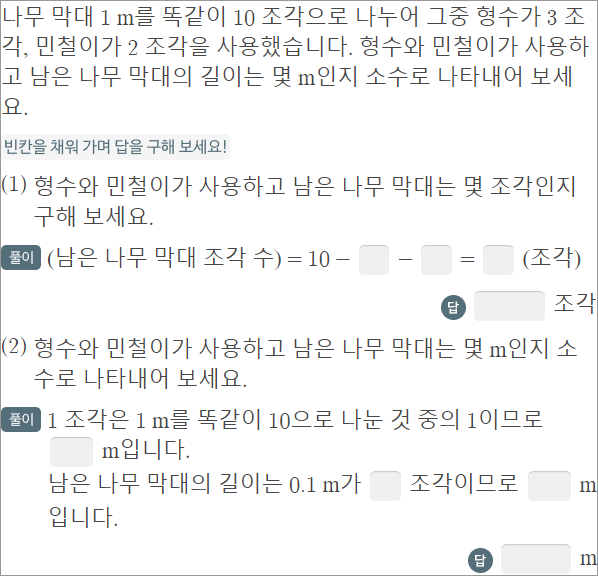 나무 막대 1 m를 똑같이 10 조각으로 나누어 그중 형수가 3 조
각, 민철이가 2 조각을 사용했습니다. 형수와 민철이가 사용하
고 남은 나무 막대의 길이는 몇 m인지 소수로 나타내어 보세
요.
빈칸을 채워 가며 답을 구해 보세요!
(1) 형수와 민철이가 사용하고 남은 나무 막대는 몇 조각인지
구해 보세요.
풀이 (남은 나무 막대 조각 수) = 10 - - = (조각)
답 조각
(2) 형수와 민철이가 사용하고 남은 나무 막대는 몇 m인지 소
수로 나타내어 보세요.
풀이 1 조각은 1 m를 똑같이 10으로 나눈 것 중의 1이므로
m입니다.
남은 나무 막대의 길이는 0.1 m가 조각이므로 m
입니다.
답 m